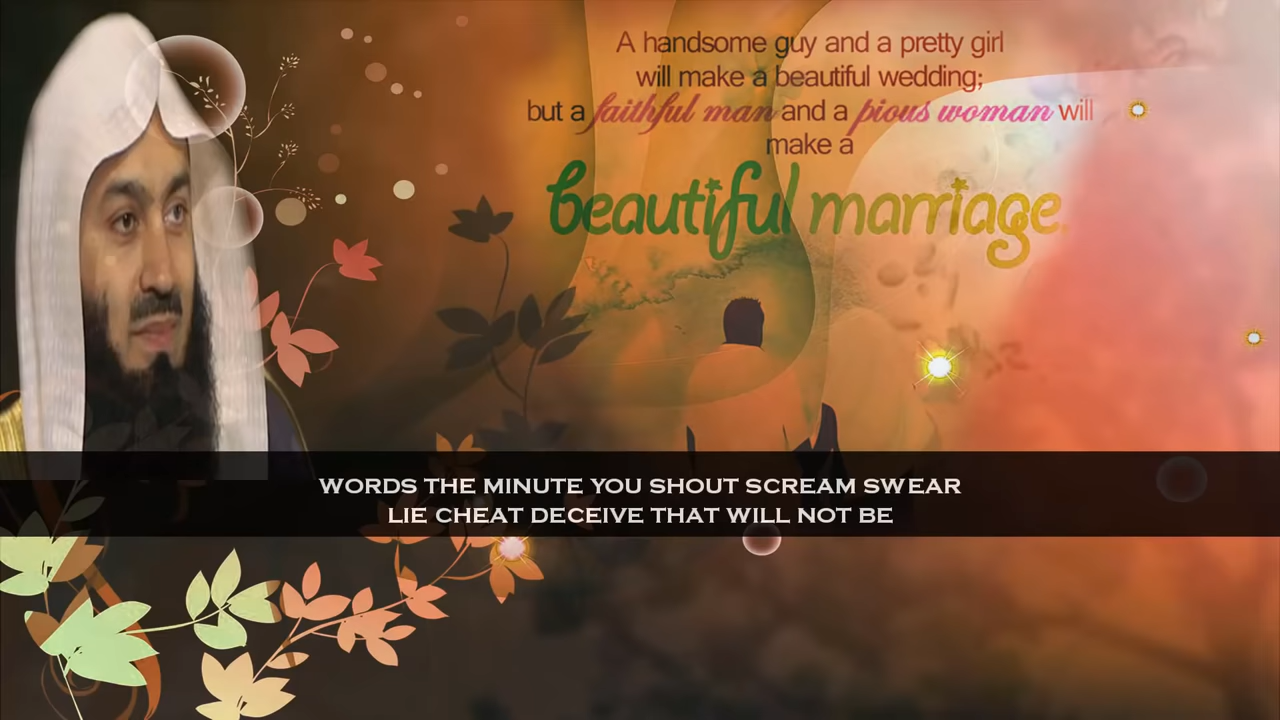 A handsome guy and a pretty girl
will make a beautiful wedding;
but a faithful man and a pious woman will
make a
beautiful marriage.
WORDS THE MINUTE YOU SHOUT SCREAM SWEAR
LIE CHEAT DECEIVE THAT WILL NOT BE